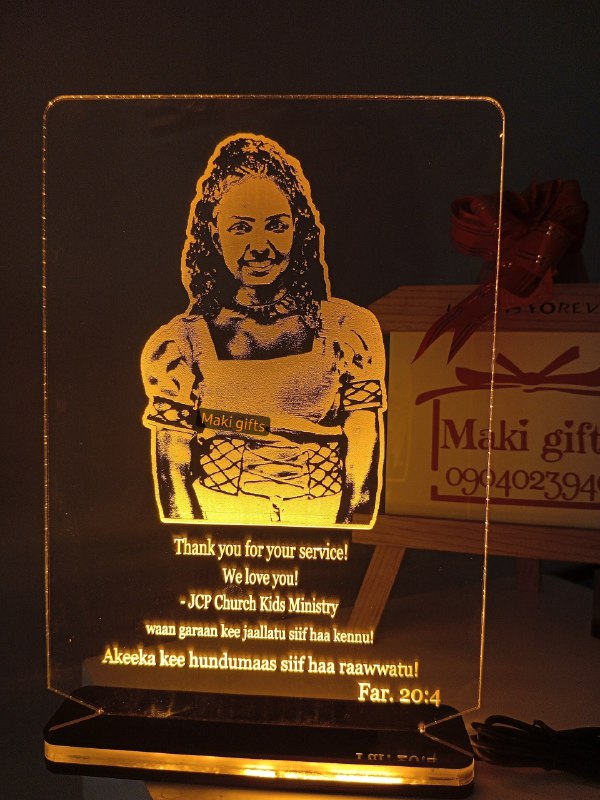 Maki gifts
Thank you for your service!
We love you!
- JCP Church Kids Ministry
waan garaan kee jaallatu siif haa kennu!
Akeeka kee hundumaas siif haa raawwatu!
Far. 20:4
Maki gift